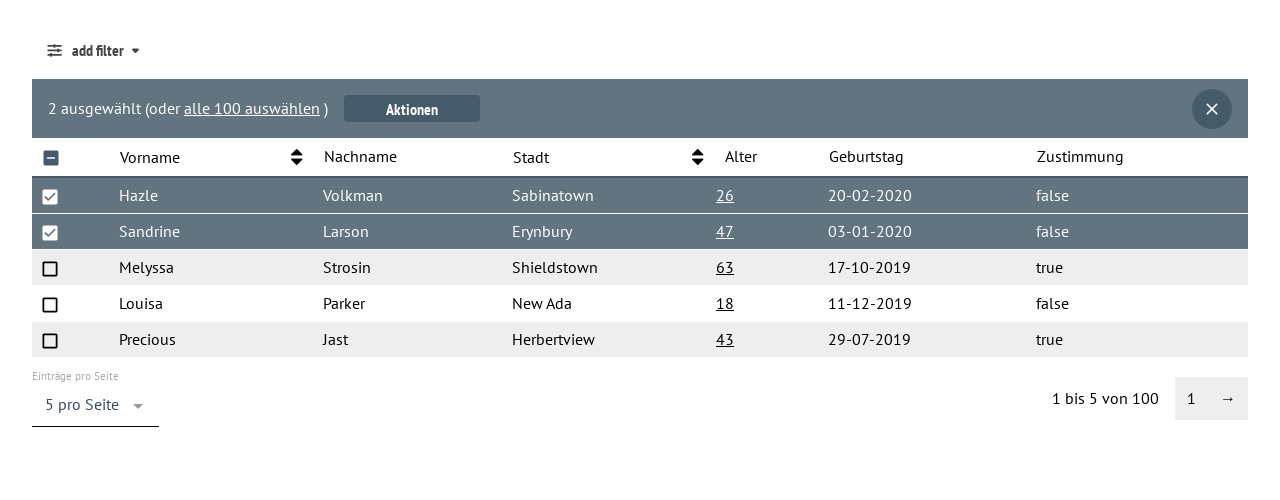 add filter
2 ausgewählt (oder alle 100 auswählen ) Aktionen
Vorname Nachname Stadt Alter Geburtstag Zustimmung
Hazle Volkman Sabinatown 26 20-02-2020 false
Sandrine Larson Erynbury 47 03-01-2020 false
Melyssa Strosin Shieldstown 63 17-10-2019 true
Louisa Parker New Ada 18 11-12-2019 false
Precious Jast Herbertview 43 29-07-2019 true
Einträge pro Seite
5 pro Seite 1 bis 5 von 100 1 →